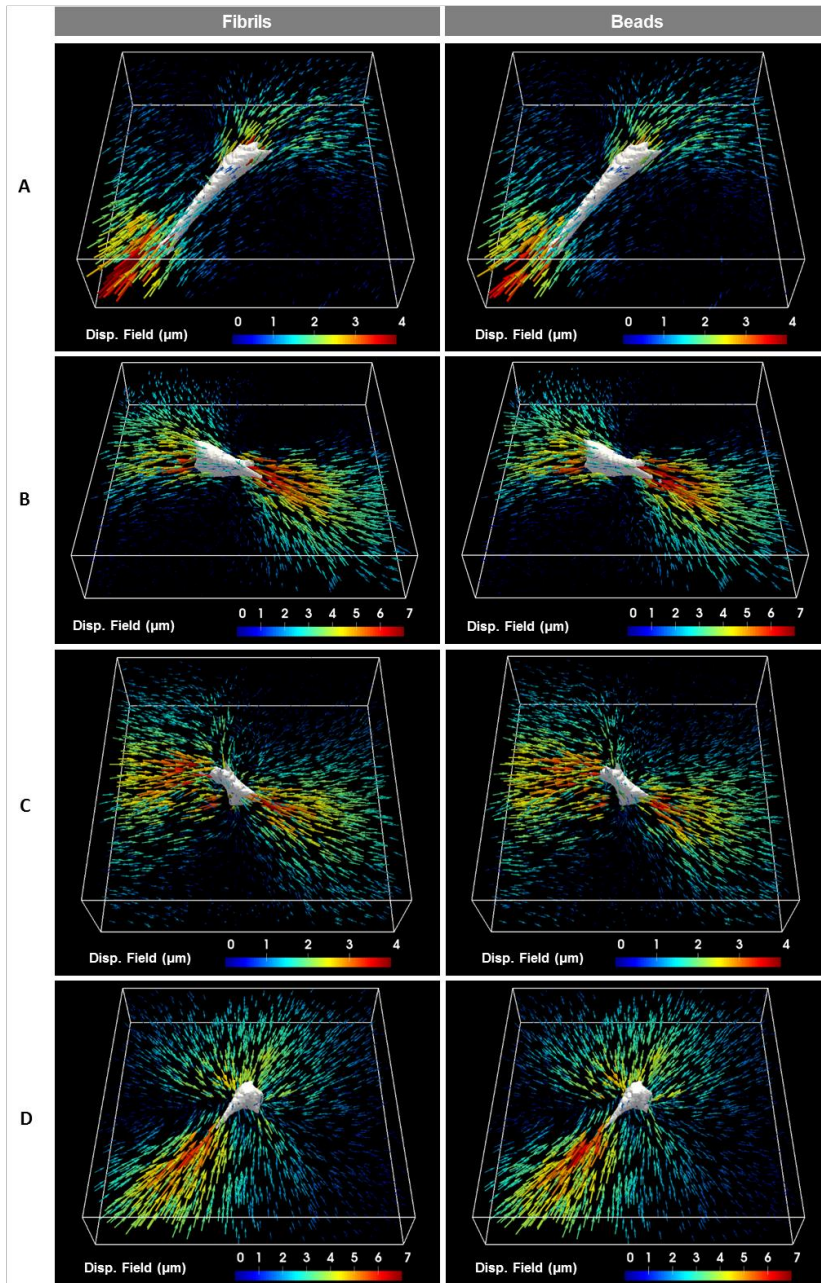 Fibrils Beads
A
Disp. Field (µm) 0 1 2 3 4
Disp. Field (µm) 0 1 2 3 4
B
Disp. Field (µm) 0 1 2 3 4 5 6 7
Disp. Field (µm) 0 1 2 3 4 5 6 7
C
Disp. Field (µm) 0 1 2 3 4
Disp. Field (µm) 0 1 2 3 4
D
Disp. Field (µm) 0 1 2 3 4 5 6 7
Disp. Field (µm) 0 1 2 3 4 5 6 7